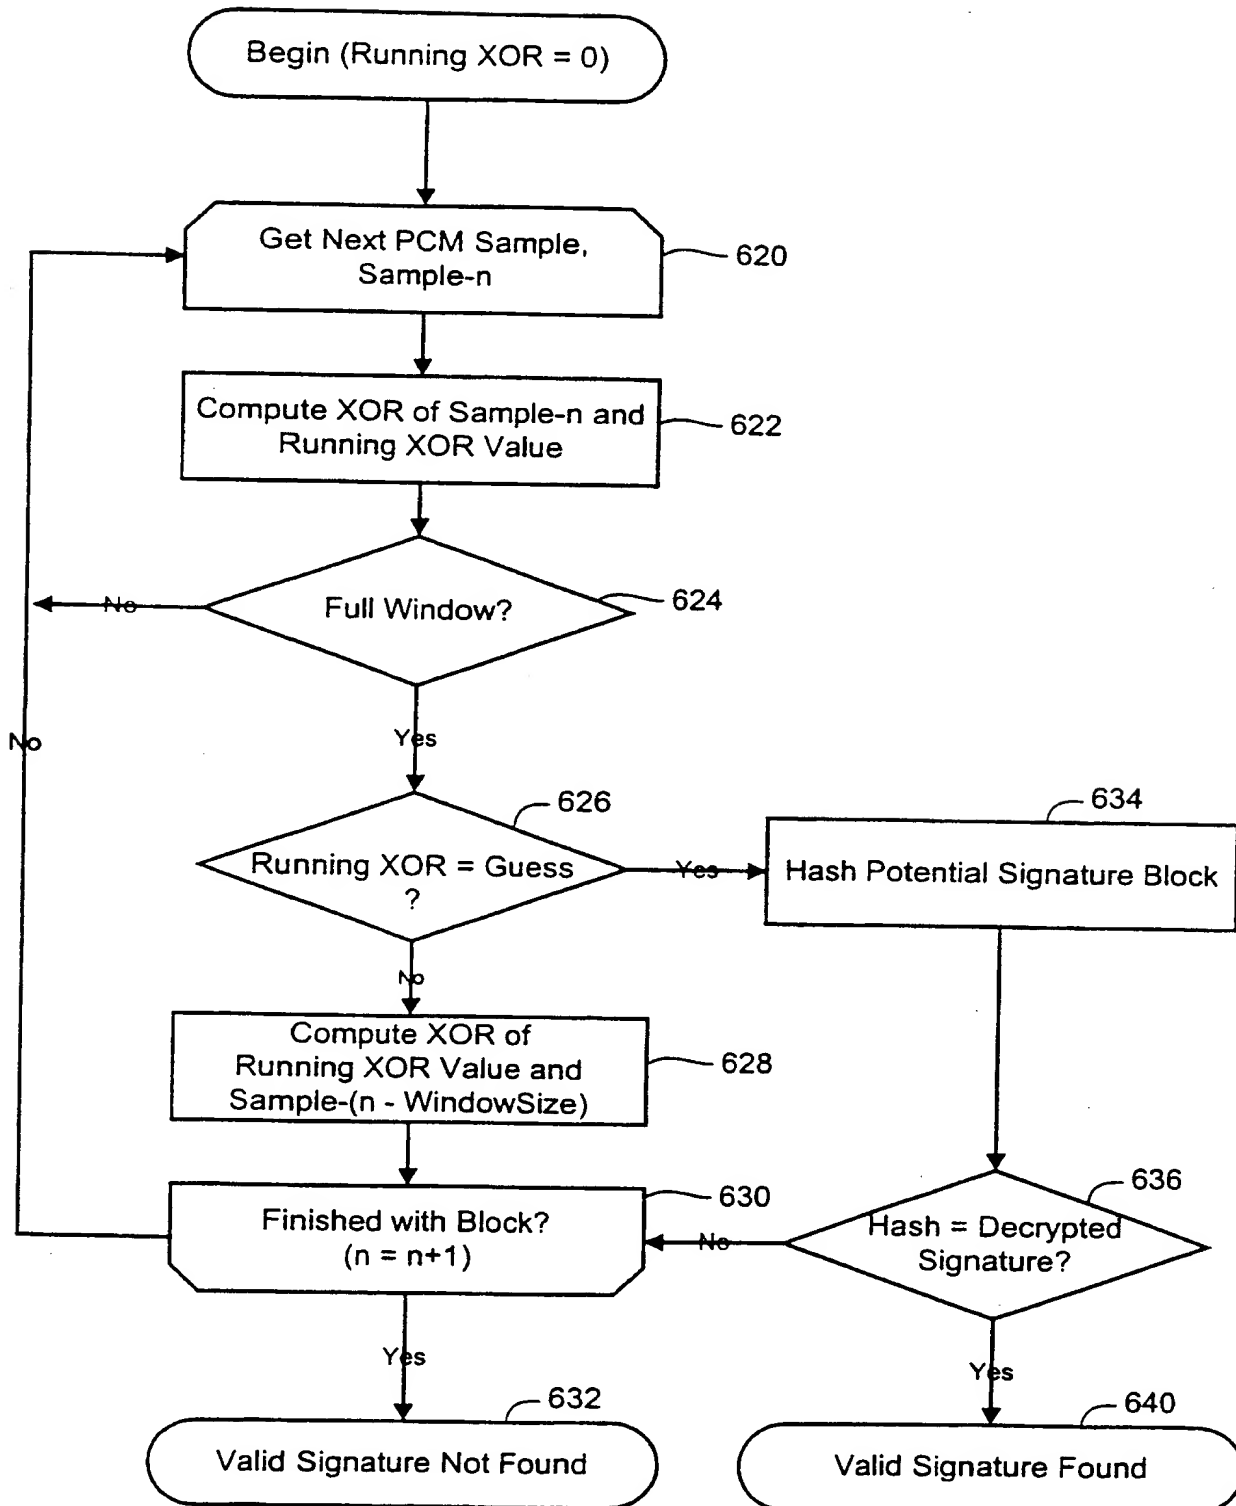 Begin (Running XOR = 0)
Get Next PCM Sample,
Sample-n
620
Compute XOR of Sample-n and
Running XOR Value
622
Full Window?
624
No
No
Yes
626
Running XOR = Guess
?
Yes
634
Hash Potential Signature Block
No
Compute XOR of
Running XOR Value and
Sample-(n - WindowSize)
628
630
Finished with Block?
(n = n+1)
No
636
Hash = Decrypted
Signature?
Yes
Yes
632
Valid Signature Not Found
640
Valid Signature Found